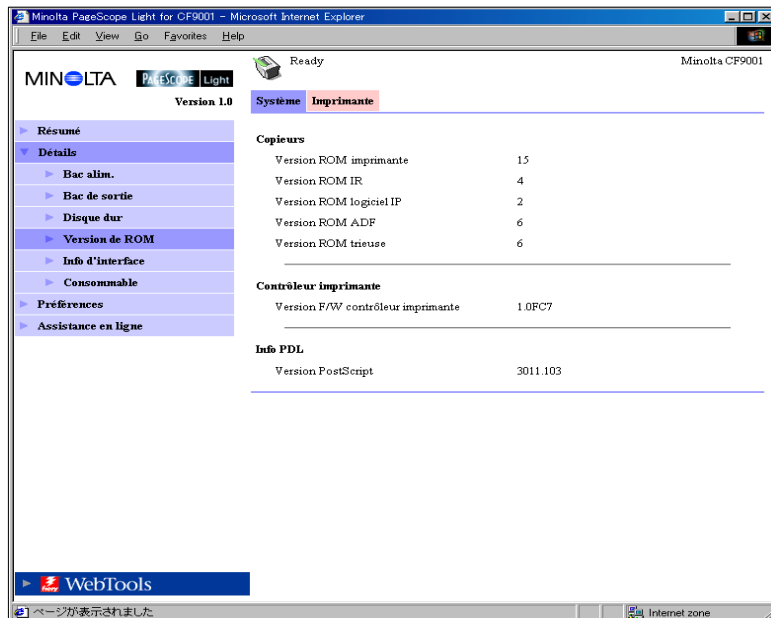 Minolta PageScope Light for CF9001 - Microsoft Internet Explorer
File Edit View Go Favorites Help
MINOLTA PAGESCOPE Light
Version 1.0
Ready
Minolta CF9001
Système Imprimante
Résumé
Détails
Bac alim.
Bac de sortie
Disque dur
Version de ROM
Info d'interface
Consommable
Préférences
Assistance en ligne
Copieurs
Version ROM imprimante 15
Version ROM IR 4
Version ROM logiciel IP 2
Version ROM ADF 6
Version ROM trieuse 6
Contrôleur imprimante
Version F/W contrôleur imprimante 1.0FC7
Info PDL
Version PostScript 3011.103
WebTools
ページが表示されました
Internet zone